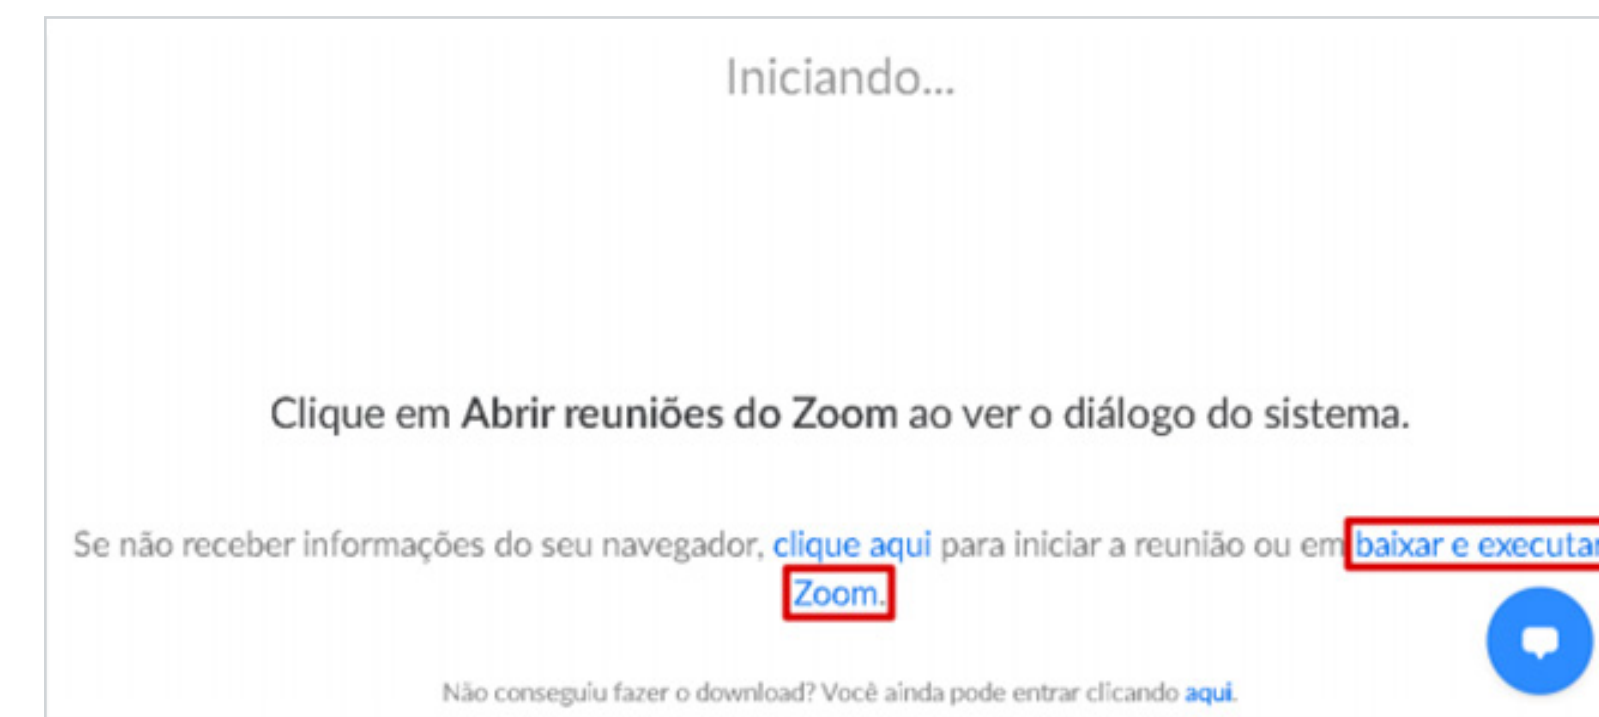 Iniciando...
Clique em Abrir reuniões do Zoom ao ver o diálogo do sistema.
Se não receber informações do seu navegador, clique aqui para iniciar a reunião ou em baixar e executar
Zoom.
Não conseguiu fazer o download? Você ainda pode entrar clicando aqui.